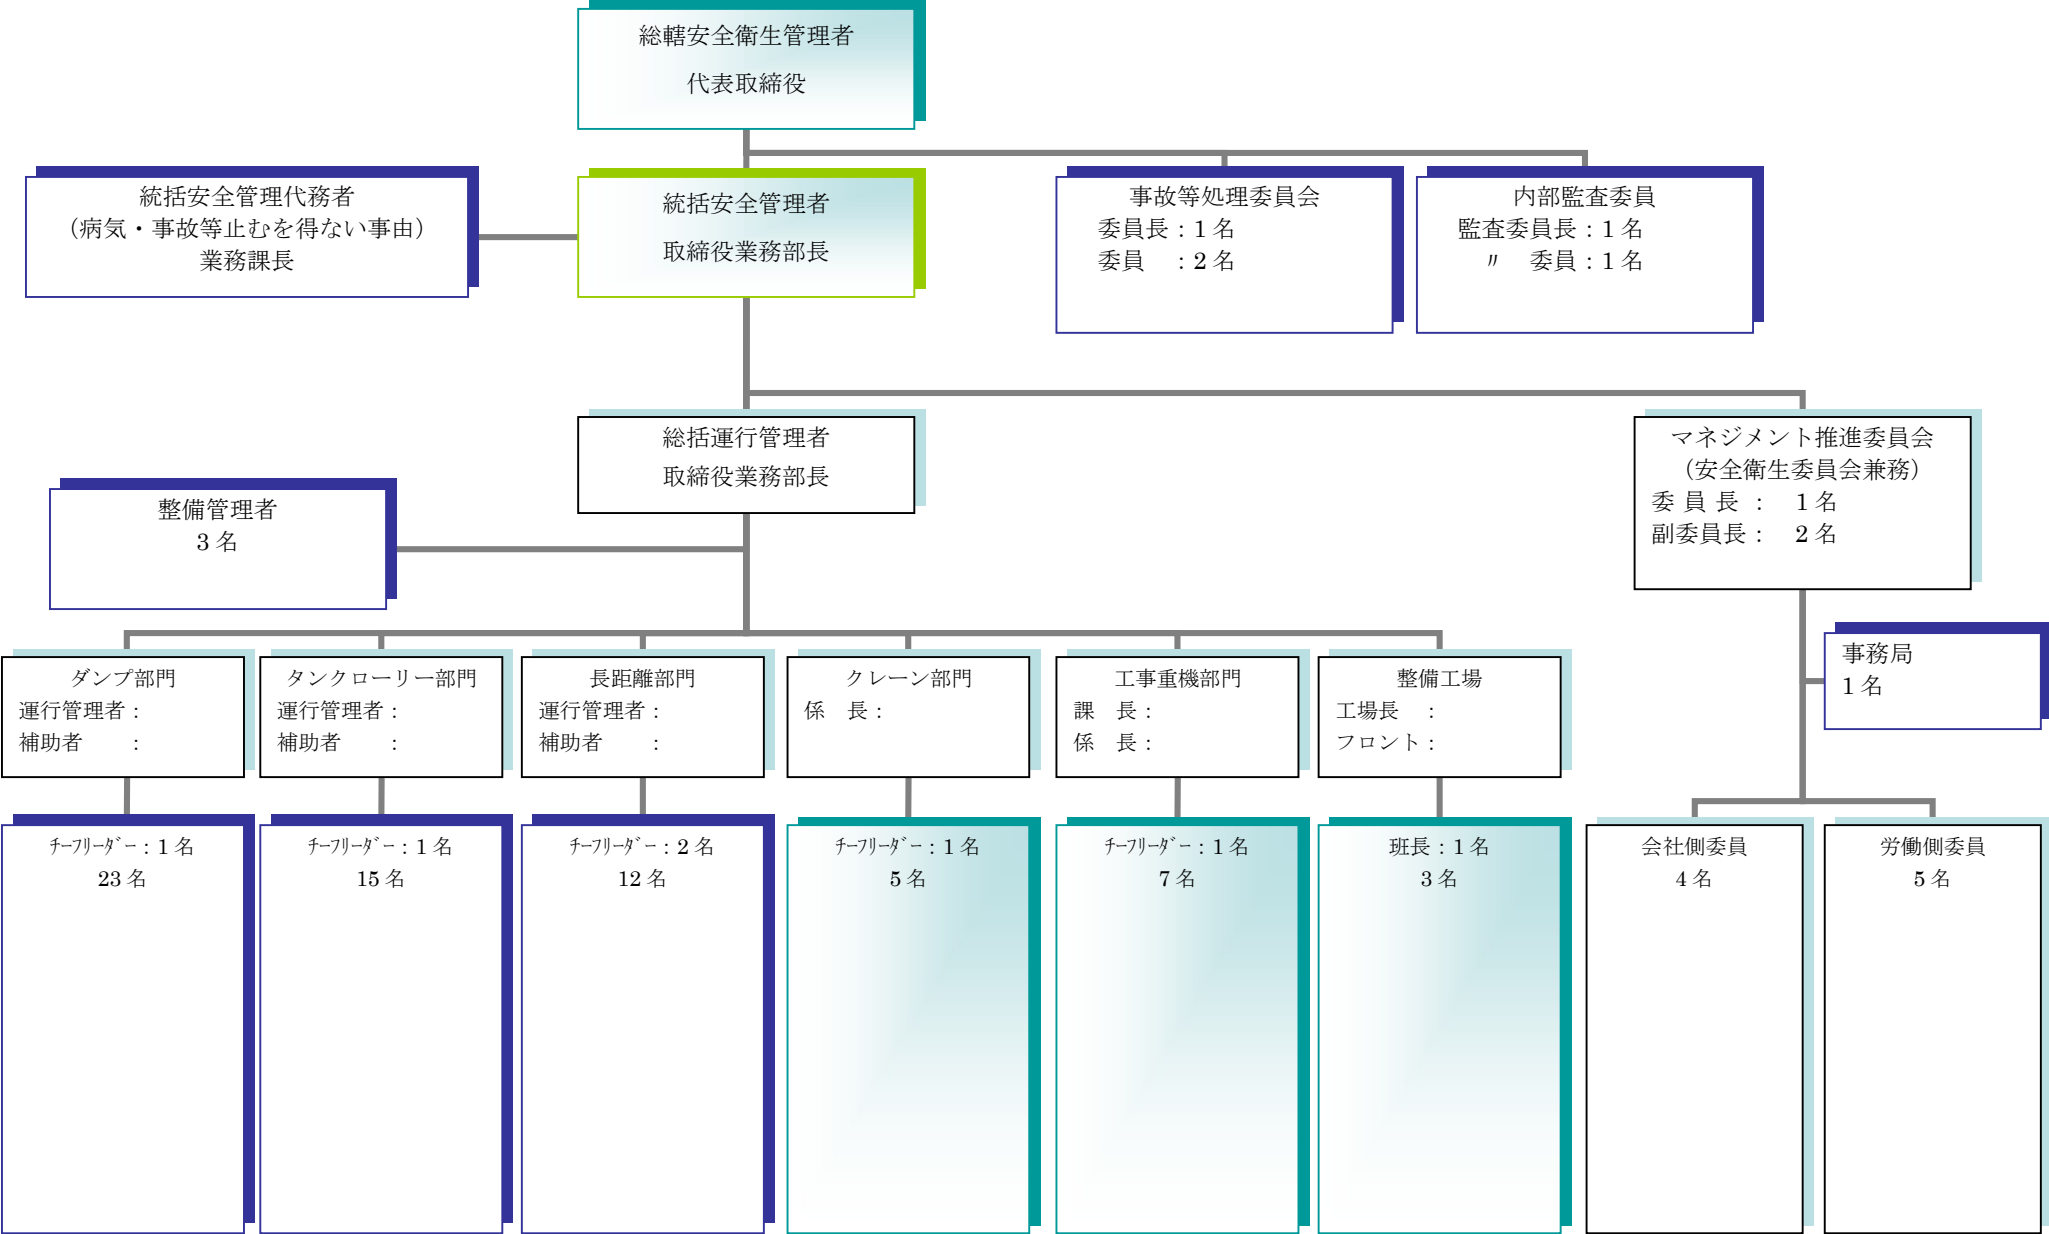 総轄安全衛生管理者
代表取締役
統括安全管理代務者
（病気・事故等止むを得ない事由）
業務課長
統括安全管理者
取締役業務部長
事故等処理委員会
委員長：1 名
委員　：2 名
内部監査委員
監査委員長：1 名
〃　委員：1 名
総括運行管理者
取締役業務部長
マネジメント推進委員会
（安全衛生委員会兼務）
委 員 長 ：　1 名
副委員長：　2 名
整備管理者
3 名
事務局
1 名
ダンプ部門
運行管理者：
補助者　　：
タンクローリー部門
運行管理者：
補助者　　：
長距離部門
運行管理者：
補助者　　：
クレーン部門
係　長：
工事重機部門
課　長：
係　長：
整備工場
工場長　：
フロント：
ﾁｰﾌﾘｰﾀﾞｰ：1 名
23 名
ﾁｰﾌﾘｰﾀﾞｰ：1 名
15 名
ﾁｰﾌﾘｰﾀﾞｰ：2 名
12 名
ﾁｰﾌﾘｰﾀﾞｰ：1 名
5 名
ﾁｰﾌﾘｰﾀﾞｰ：1 名
7 名
班長：1 名
3 名
会社側委員
4 名
労働側委員
5 名